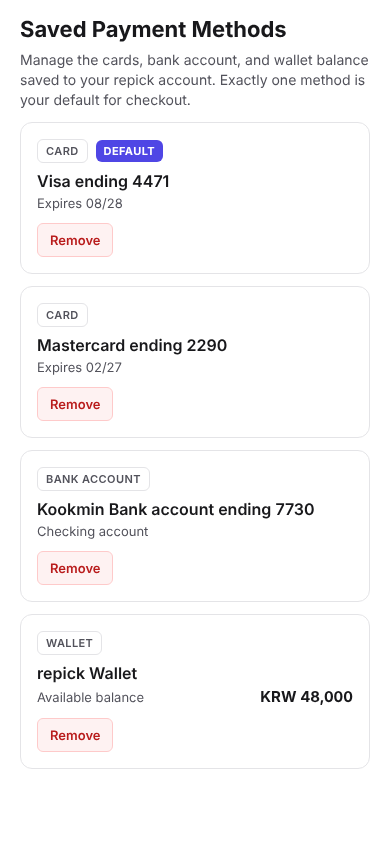 Saved Payment Methods
Manage the cards, bank account, and wallet balance
saved to your repick account. Exactly one method is
your default for checkout.
CARD DEFAULT
Visa ending 4471
Expires 08/28
Remove
CARD
Mastercard ending 2290
Expires 02/27
Remove
BANK ACCOUNT
Kookmin Bank account ending 7730
Checking account
Remove
WALLET
repick Wallet
Available balance KRW 48,000
Remove